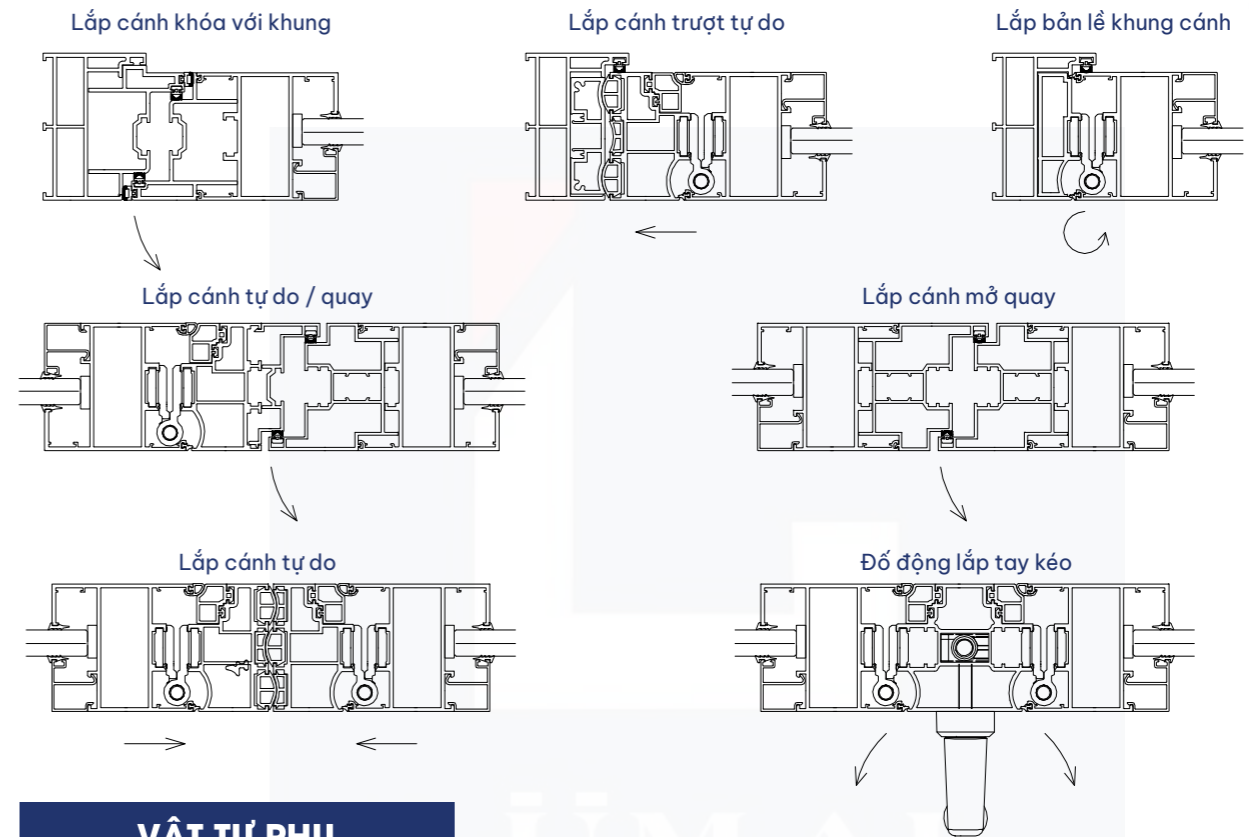 Lắp cánh khóa với khung
Lắp cánh trượt tự do
Lắp bản lề khung cánh
Lắp cánh tự do / quay
Lắp cánh mở quay
Lắp cánh tự do
Đố động lắp tay kéo
VẬT TƯ PHỤ